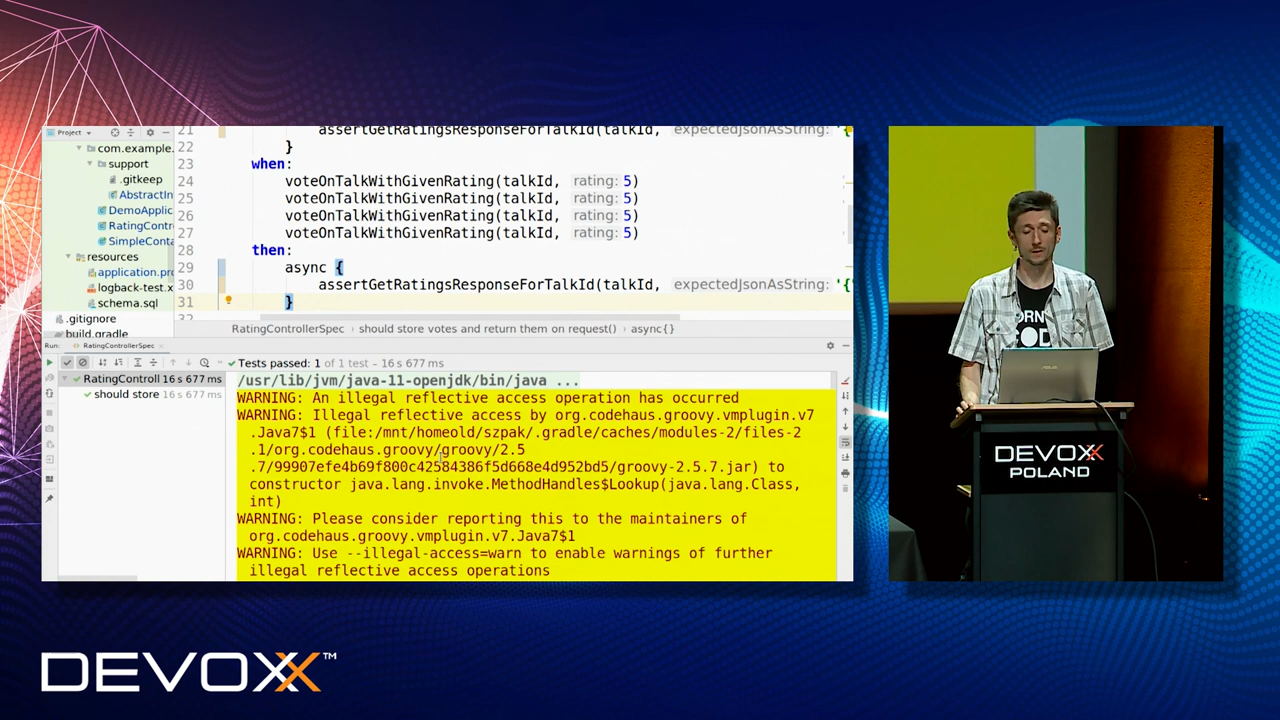 Project
com.example.
support
.gitkeep
AbstractIn
DemoApplic
RatingContr
SimpleConta
resources
application.pro
logback-test.x
schema.sql
.gitignore
build.gradle
21 assertGetRatingsResponseForTalkId(talkId, expectedJsonAsString: '{
22 }
23 when:
24 voteOnTalkWithGivenRating(talkId, rating: 5)
25 voteOnTalkWithGivenRating(talkId, rating: 5)
26 voteOnTalkWithGivenRating(talkId, rating: 5)
27 voteOnTalkWithGivenRating(talkId, rating: 5)
28 then:
29 async {
30 assertGetRatingsResponseForTalkId(talkId, expectedJsonAsString: '{
31 }
32
RatingControllerSpec › should store votes and return them on request() › async{}
Run: RatingControllerSpec
Tests passed: 1 of 1 test – 16 s 677 ms
RatingControll 16 s 677 ms
should store 16 s 677 ms
/usr/lib/jvm/java-11-openjdk/bin/java ...
WARNING: An illegal reflective access operation has occurred
WARNING: Illegal reflective access by org.codehaus.groovy.vmplugin.v7
.Java7$1 (file:/mnt/homeold/szpak/.gradle/caches/modules-2/files-2
.1/org.codehaus.groovy/groovy/2.5
.7/99907efe4b69f800c42584386f5d668e4d952bd5/groovy-2.5.7.jar) to
constructor java.lang.invoke.MethodHandles$Lookup(java.lang.Class,
int)
WARNING: Please consider reporting this to the maintainers of
org.codehaus.groovy.vmplugin.v7.Java7$1
WARNING: Use --illegal-access=warn to enable warnings of further
illegal reflective access operations
DEVOXX
POLAND
DEVOXX™